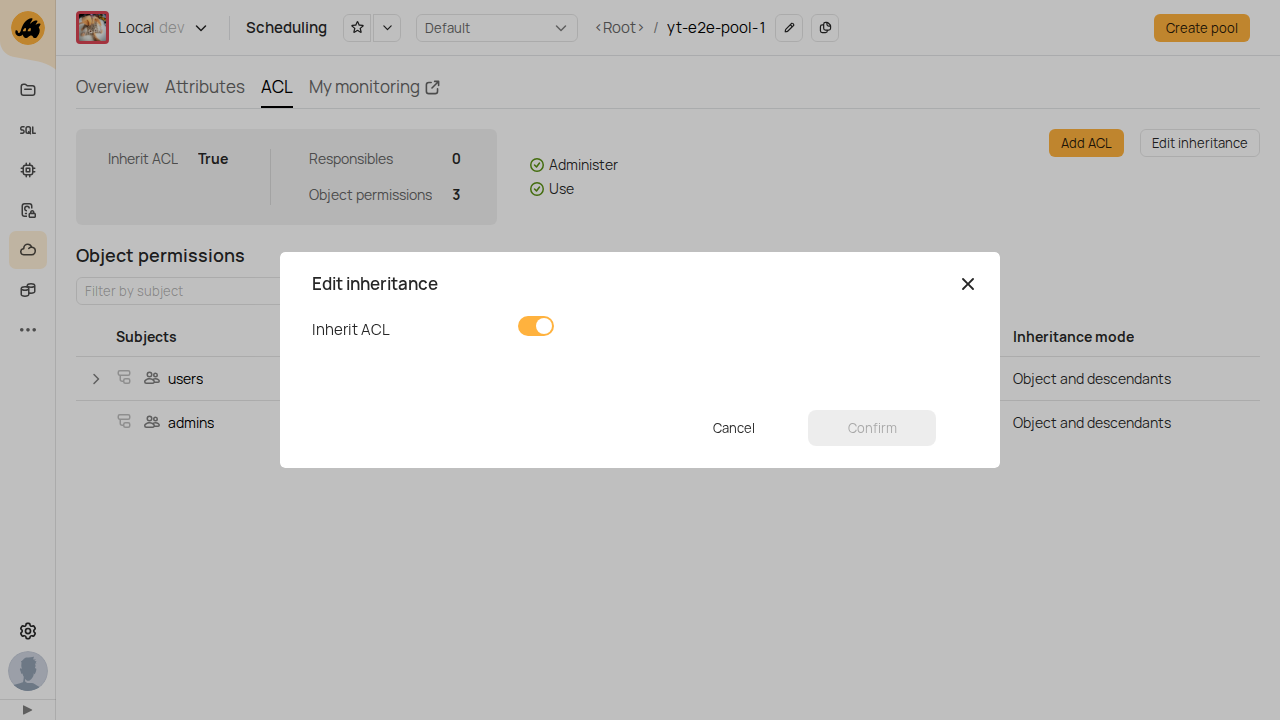 Local dev
Scheduling
Default
<Root> / yt-e2e-pool-1
Create pool
SQL
Overview
Attributes
ACL
My monitoring
Inherit ACL True
Responsibles 0
Object permissions 3
Administer
Use
Add ACL
Edit inheritance
Object permissions
Filter by subject
Subjects
Inheritance mode
users
Object and descendants
admins
Object and descendants
Edit inheritance
Inherit ACL
Cancel
Confirm